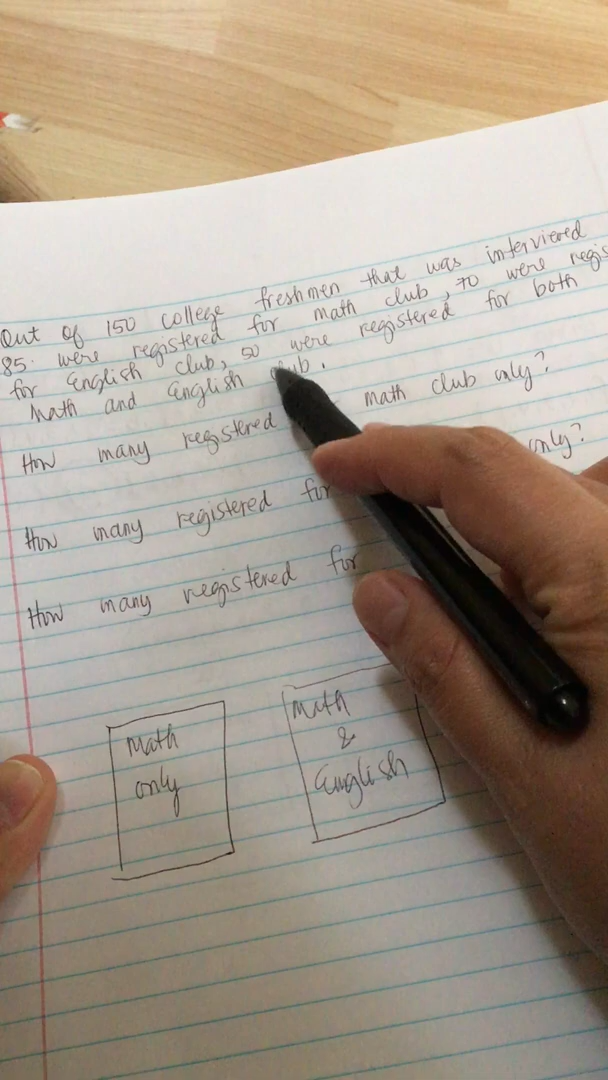 Out of 150 college freshmen that was interviewed
85 were registered for math club, 70 were regis
for English club, 50 were registered for both
Math and English club.
How many registered math club only?
How many registered for only?
How many registered for
Math
only
Math
&
English